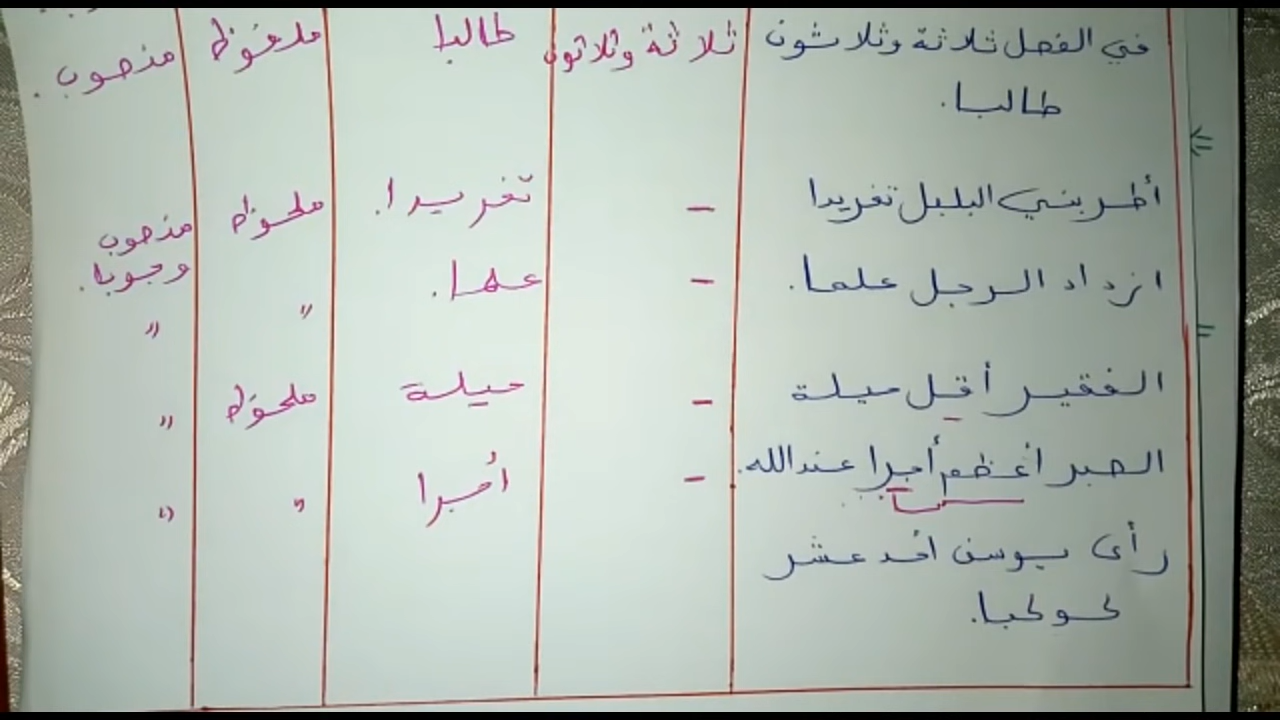 في الفصل ثلاثة وثلاثون ثلاثة وثلاثون طالبا ملفوظ منصوب.
طالبا.
أطربني البلبل تغريدا – تغريدا. ملحوظ منصوب
وجوبا.
ازداد الرجل علما. – علما. " "
الفقير أقل حيلة – حيلة ملحوظ "
الصبر أعظم أجرا عند الله. – أجرا " "
رأى يوسف أحد عشر
كوكبا.